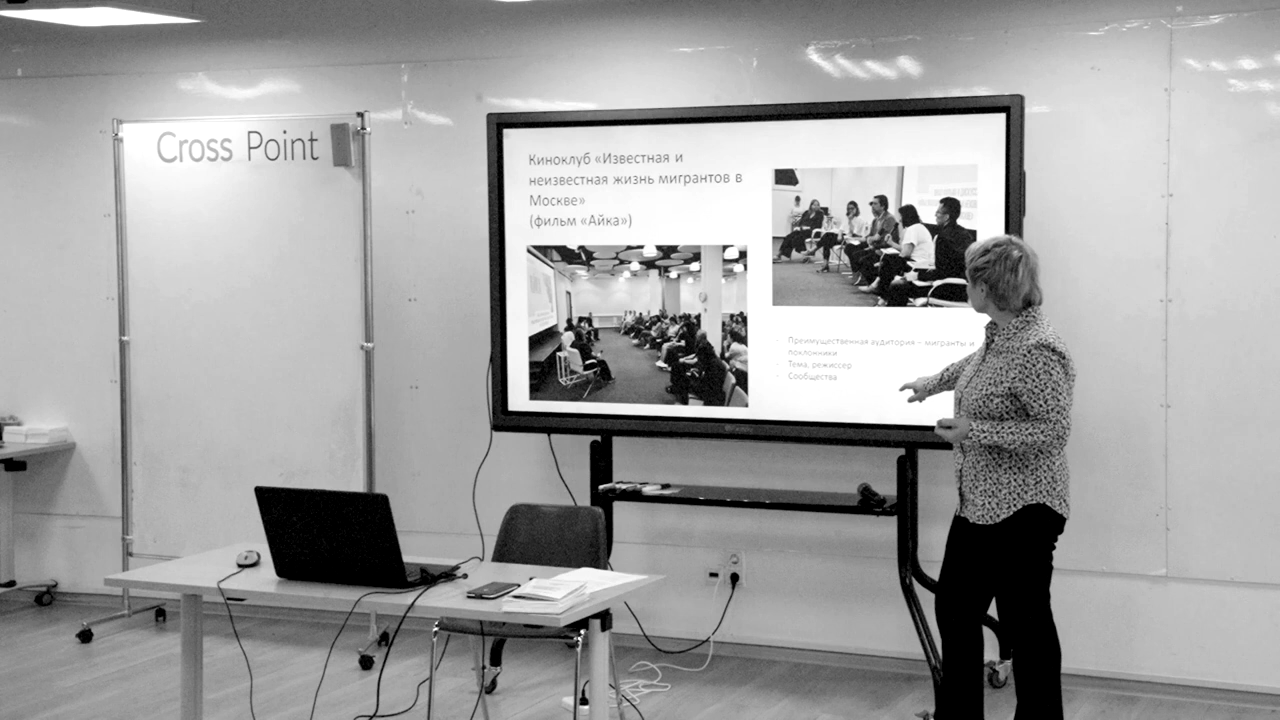 Cross Point
Киноклуб «Известная и
неизвестная жизнь мигрантов в
Москве»
(фильм «Айка»)
- Преимущественная аудитория – мигранты и
поклонники
- Тема, режиссер
- Сообщества